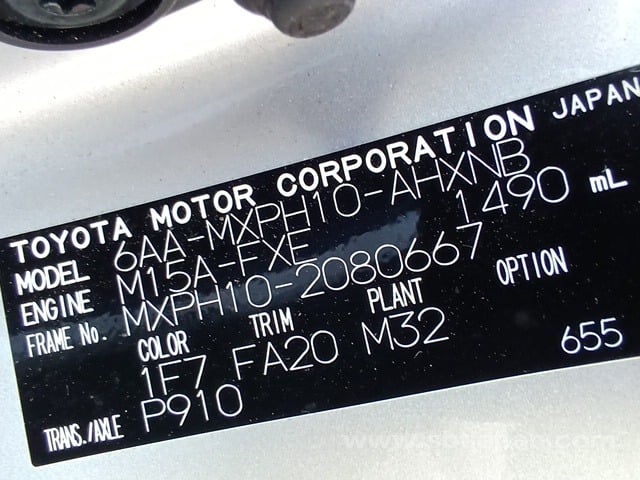 TOYOTA MOTOR CORPORATION JAPAN
MODEL 6AA-MXPH10-AHXNB
ENGINE M15A-FXE 1490 mL
FRAME No. MXPH10-2080667
COLOR TRIM PLANT OPTION
1F7 FA20 M32
TRANS./AXLE P910 655